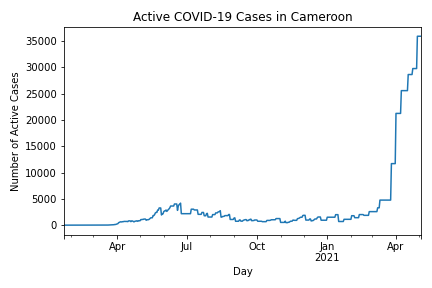 Active COVID-19 Cases in Cameroon
Number of Active Cases
35000
30000
25000
20000
15000
10000
5000
0
Apr
Jul
Oct
Jan
2021
Apr
Day